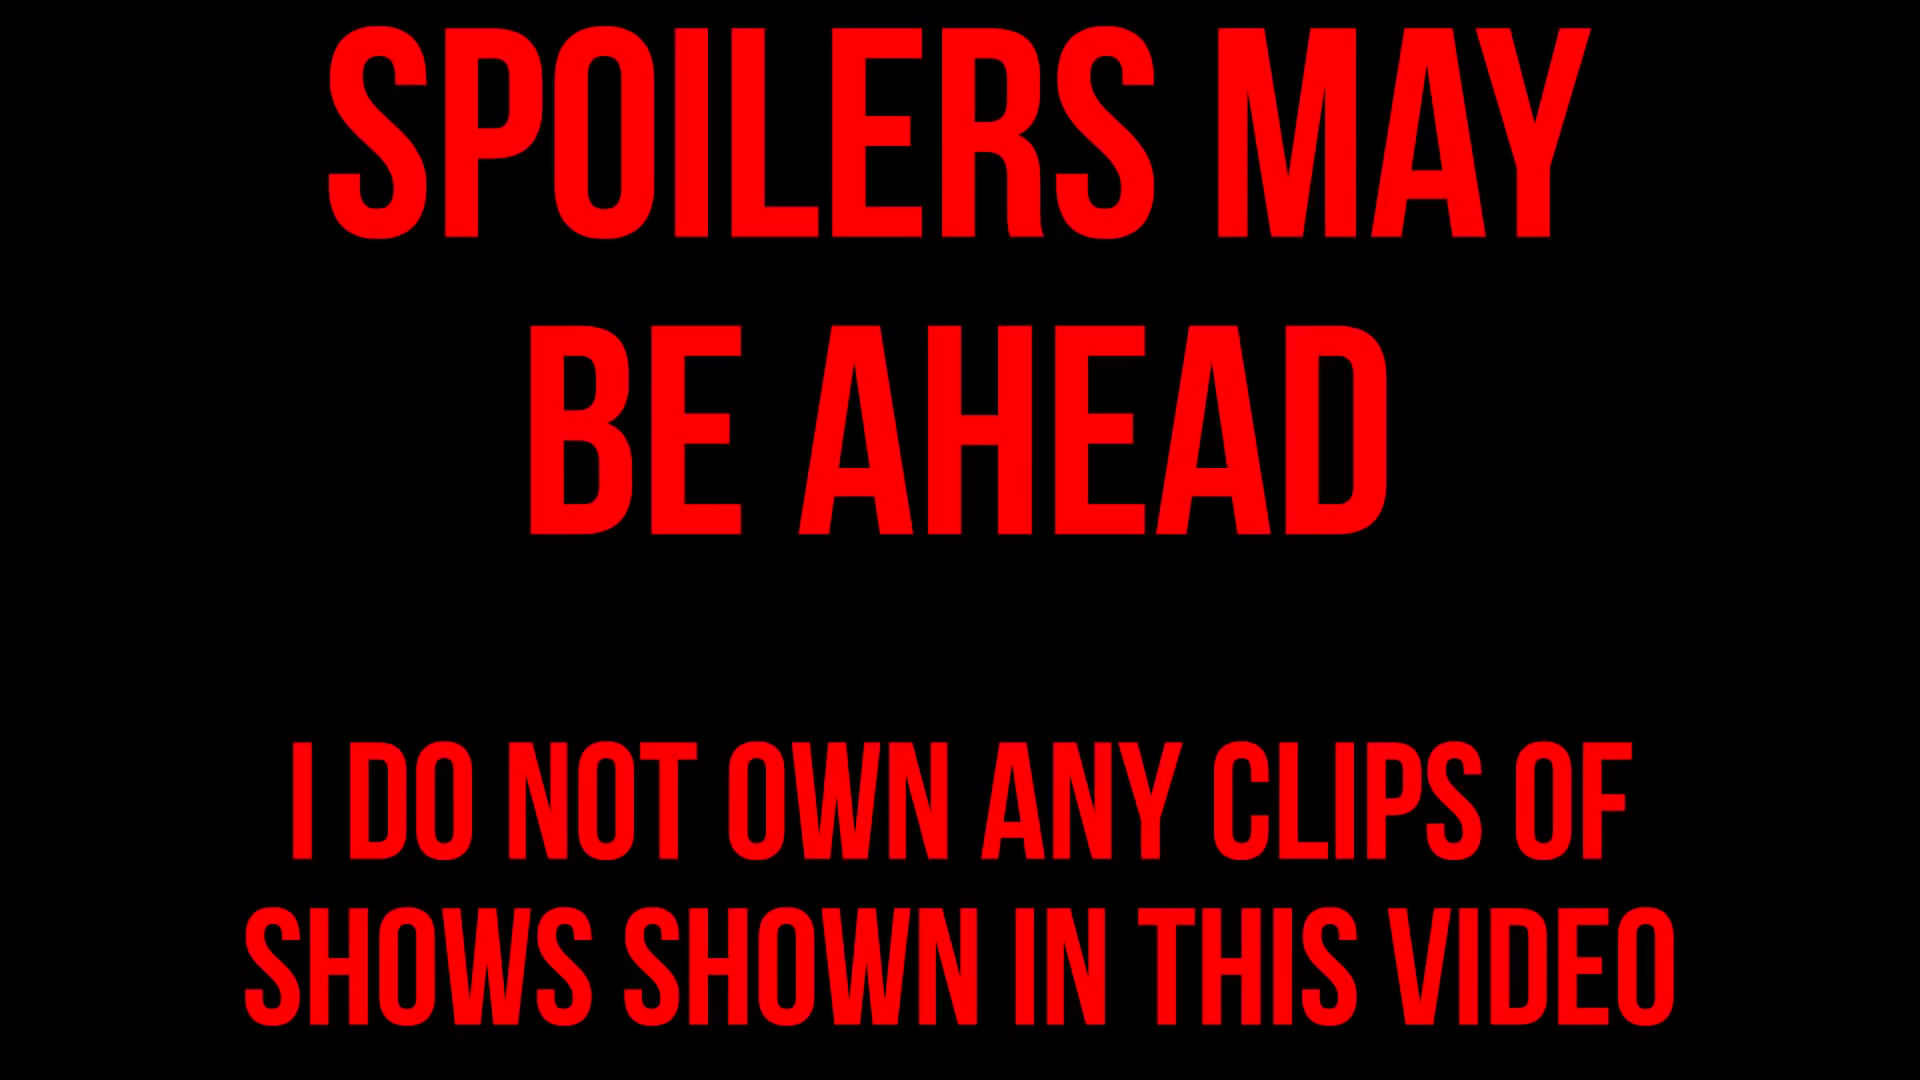 SPOILERS MAY
BE AHEAD
I DO NOT OWN ANY CLIPS OF
SHOWS SHOWN IN THIS VIDEO